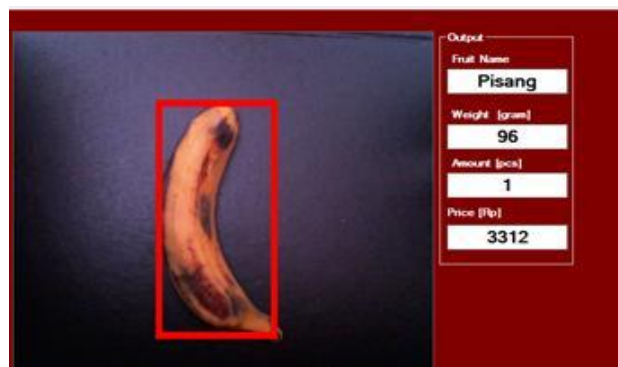 Output
Fruit Name
Pisang
Weight [gram]
96
Amount [pcs]
1
Price [Rp]
3312